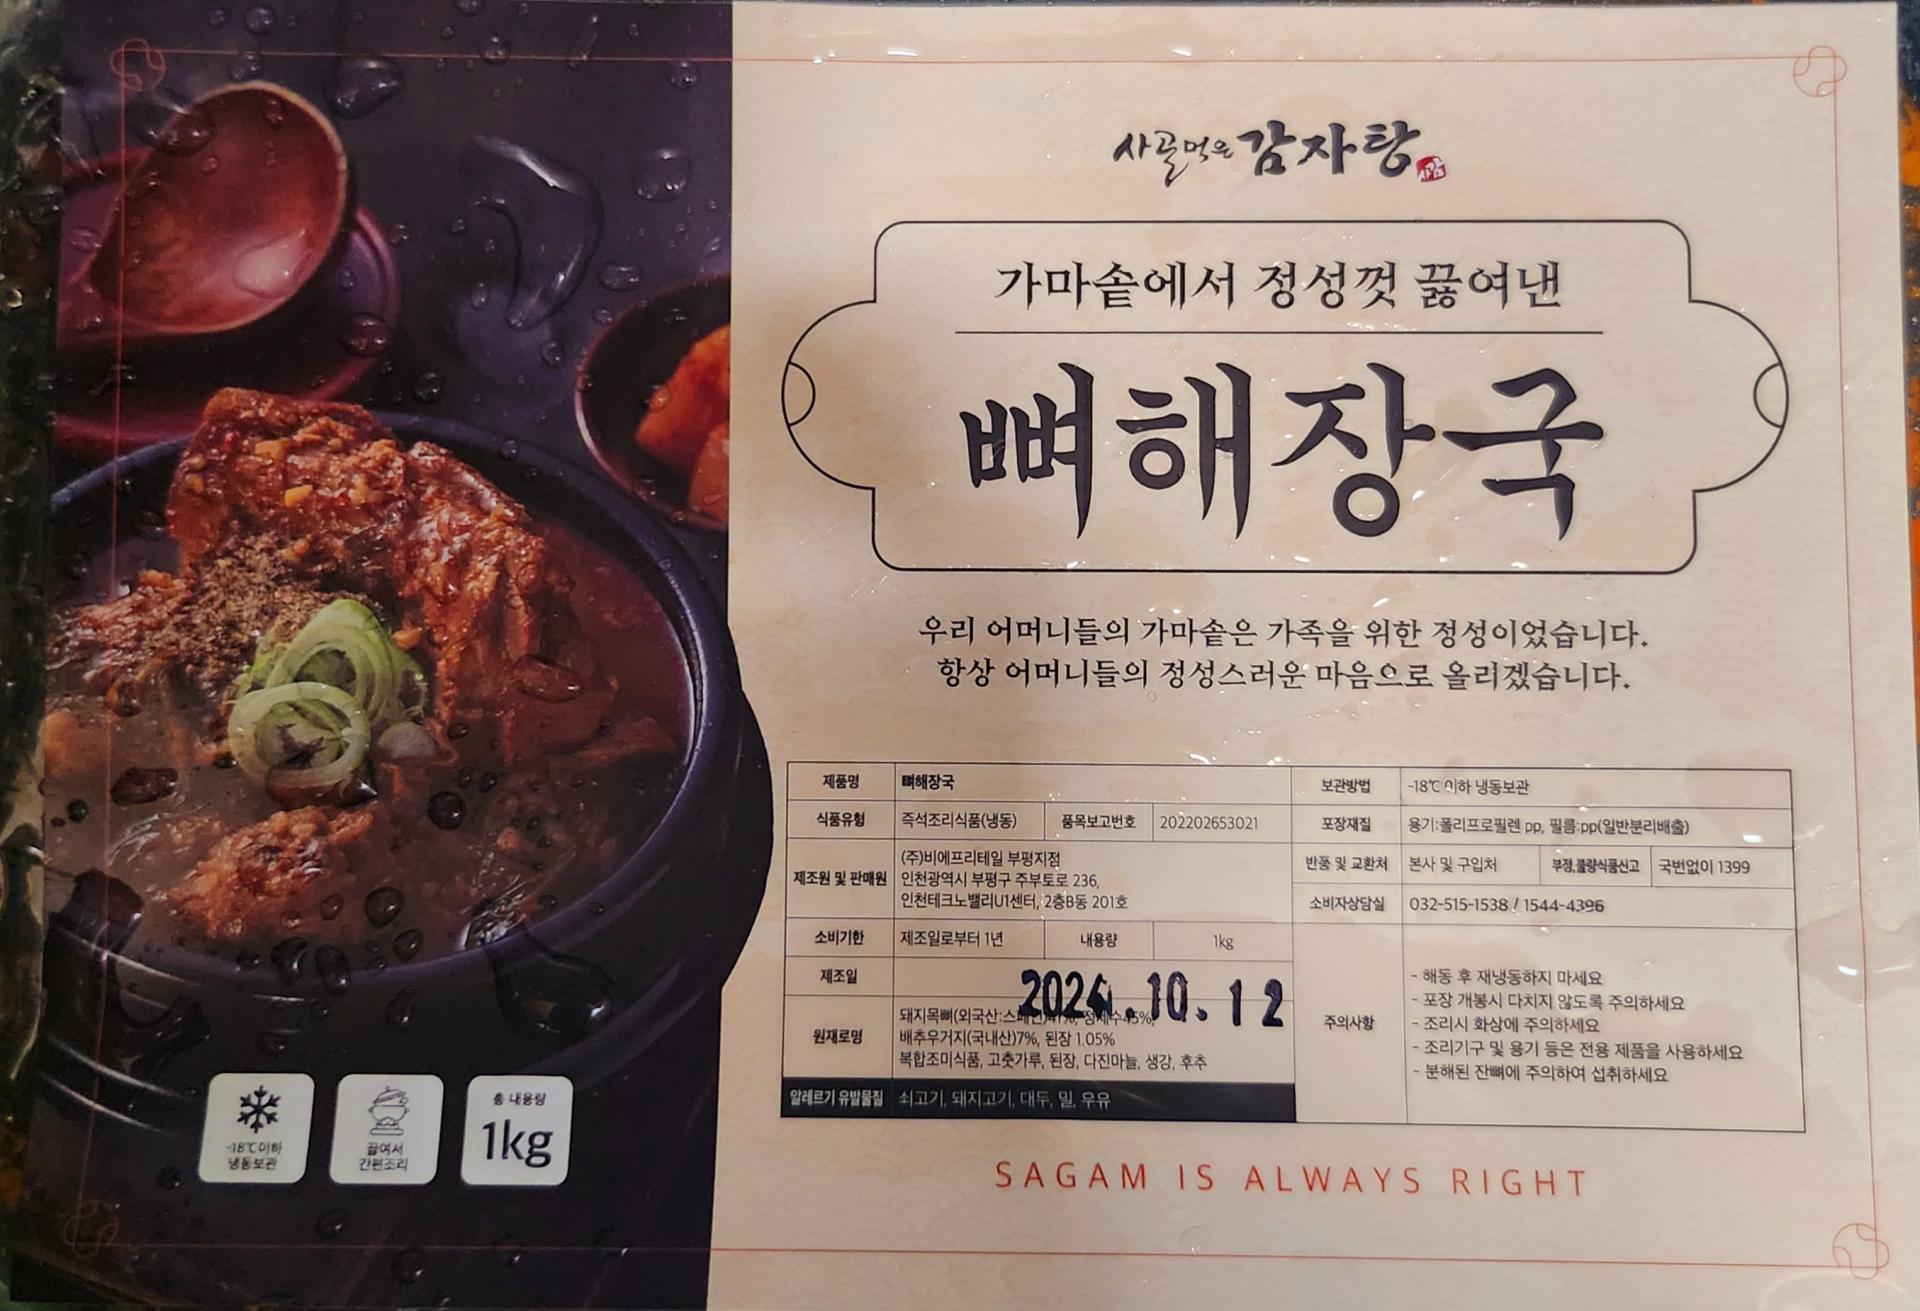 사골먹은 감자탕
사감
가마솥에서 정성껏 끓여낸
뼈해장국
우리 어머니들의 가마솥은 가족을 위한 정성이었습니다.
항상 어머니들의 정성스러운 마음으로 올리겠습니다.
제품명 뼈해장국
식품유형 즉석조리식품(냉동) 품목보고번호 202202653021
제조원 및 판매원 (주)비에프리테일 부평지점
인천광역시 부평구 주부토로 236,
인천테크노밸리U1센터, 2층B동 201호
소비기한 제조일로부터 1년 내용량 1kg
제조일 2024.10.12
원재료명 돼지목뼈(외국산:스페인)41%, 정제수45%,
배추우거지(국내산)7%, 된장 1.05%
복합조미식품, 고춧가루, 된장, 다진마늘, 생강, 후추
알레르기 유발물질 쇠고기, 돼지고기, 대두, 밀, 우유
보관방법 -18℃ 이하 냉동보관
포장재질 용기:폴리프로필렌 pp, 필름:pp(일반분리배출)
반품 및 교환처 본사 및 구입처 부정,불량식품신고 국번없이 1399
소비자상담실 032-515-1538 / 1544-4396
주의사항
- 해동 후 재냉동하지 마세요
- 포장 개봉시 다치지 않도록 주의하세요
- 조리시 화상에 주의하세요
- 조리기구 및 용기 등은 전용 제품을 사용하세요
- 분해된 잔뼈에 주의하여 섭취하세요
-18℃이하
냉동보관
끓여서
간편조리
총 내용량
1kg
SAGAM IS ALWAYS RIGHT